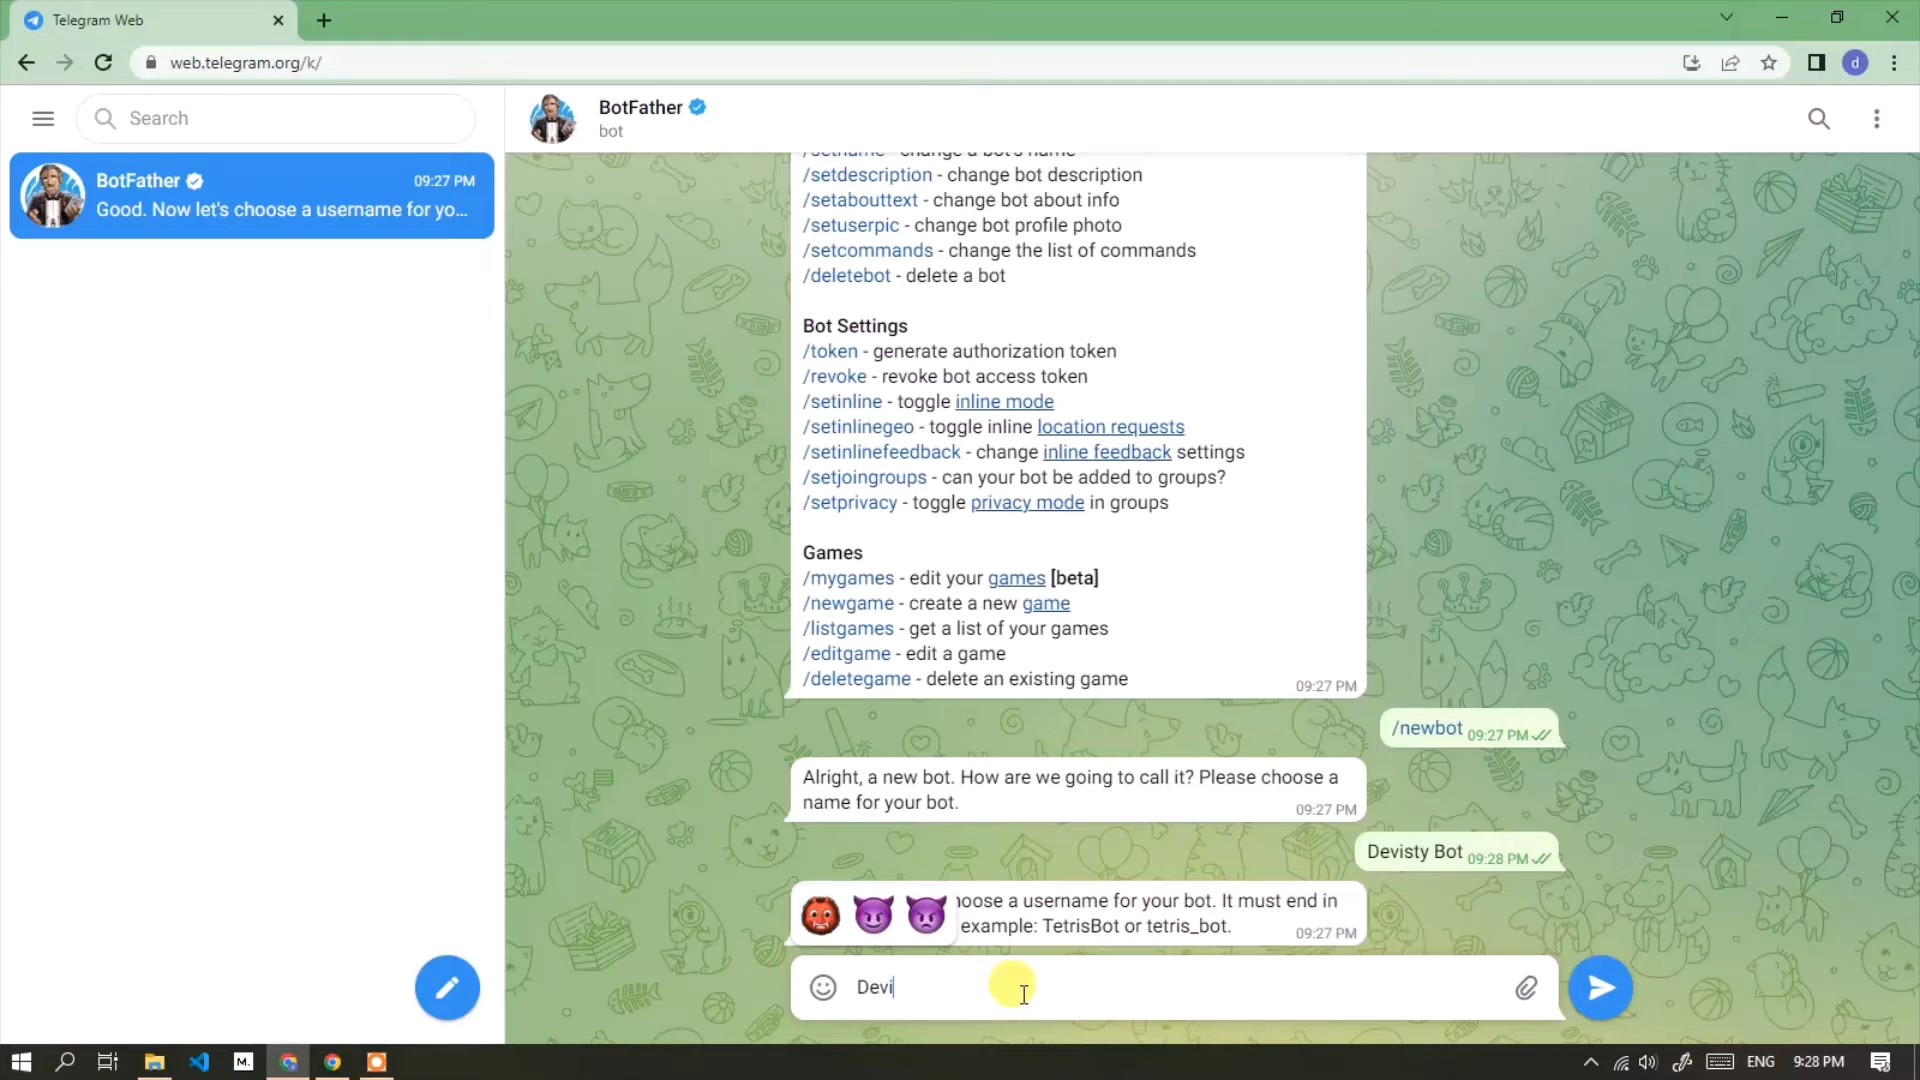 Telegram Web
web.telegram.org/k/
d
Search
BotFather
09:27 PM
Good. Now let's choose a username for yo...
BotFather
bot
/setname - change a bot's name
/setdescription - change bot description
/setabouttext - change bot about info
/setuserpic - change bot profile photo
/setcommands - change the list of commands
/deletebot - delete a bot
Bot Settings
/token - generate authorization token
/revoke - revoke bot access token
/setinline - toggle inline mode
/setinlinegeo - toggle inline location requests
/setinlinefeedback - change inline feedback settings
/setjoingroups - can your bot be added to groups?
/setprivacy - toggle privacy mode in groups
Games
/mygames - edit your games [beta]
/newgame - create a new game
/listgames - get a list of your games
/editgame - edit a game
/deletegame - delete an existing game
09:27 PM
/newbot 09:27 PM
Alright, a new bot. How are we going to call it? Please choose a
name for your bot.
09:27 PM
Devisty Bot 09:28 PM
hoose a username for your bot. It must end in
example: TetrisBot or tetris_bot.
09:27 PM
Devi
M.
ENG
9:28 PM